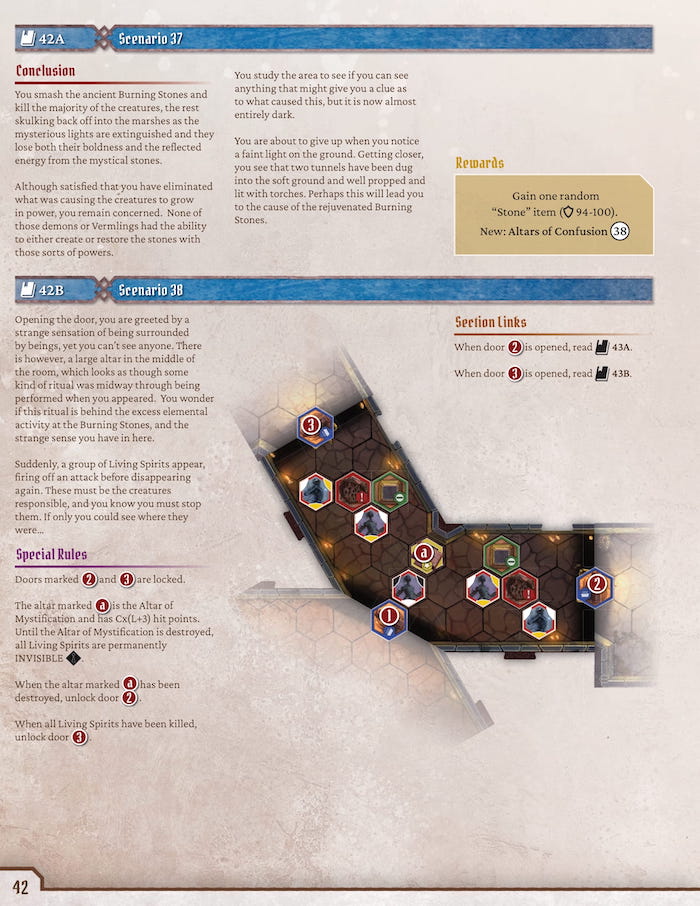 42A Scenario 37
Conclusion
You smash the ancient Burning Stones and
kill the majority of the creatures, the rest
skulking back off into the marshes as the
mysterious lights are extinguished and they
lose both their boldness and the reflected
energy from the mystical stones.
Although satisfied that you have eliminated
what was causing the creatures to grow
in power, you remain concerned. None of
those demons or Vermlings had the ability
to either create or restore the stones with
those sorts of powers.
You study the area to see if you can see
anything that might give you a clue as
to what caused this, but it is now almost
entirely dark.
You are about to give up when you notice
a faint light on the ground. Getting closer,
you see that two tunnels have been dug
into the soft ground and well propped and
lit with torches. Perhaps this will lead you
to the cause of the rejuvenated Burning
Stones.
Rewards
Gain one random
“Stone” item (94-100).
New: Altars of Confusion 38
42B Scenario 38
Opening the door, you are greeted by a
strange sensation of being surrounded
by beings, yet you can’t see anyone. There
is however, a large altar in the middle of
the room, which looks as though some
kind of ritual was midway through being
performed when you appeared. You wonder
if this ritual is behind the excess elemental
activity at the Burning Stones, and the
strange sense you have in here.
Suddenly, a group of Living Spirits appear,
firing off an attack before disappearing
again. These must be the creatures
responsible, and you know you must stop
them. If only you could see where they
were...
Special Rules
Doors marked 2 and 3 are locked.
The altar marked a is the Altar of
Mystification and has Cx(L+3) hit points.
Until the Altar of Mystification is destroyed,
all Living Spirits are permanently
INVISIBLE.
When the altar marked a has been
destroyed, unlock door 2.
When all Living Spirits have been killed,
unlock door 3.
Section Links
When door 2 is opened, read 43A.
When door 3 is opened, read 43B.
3
!
a
!
2
1
42